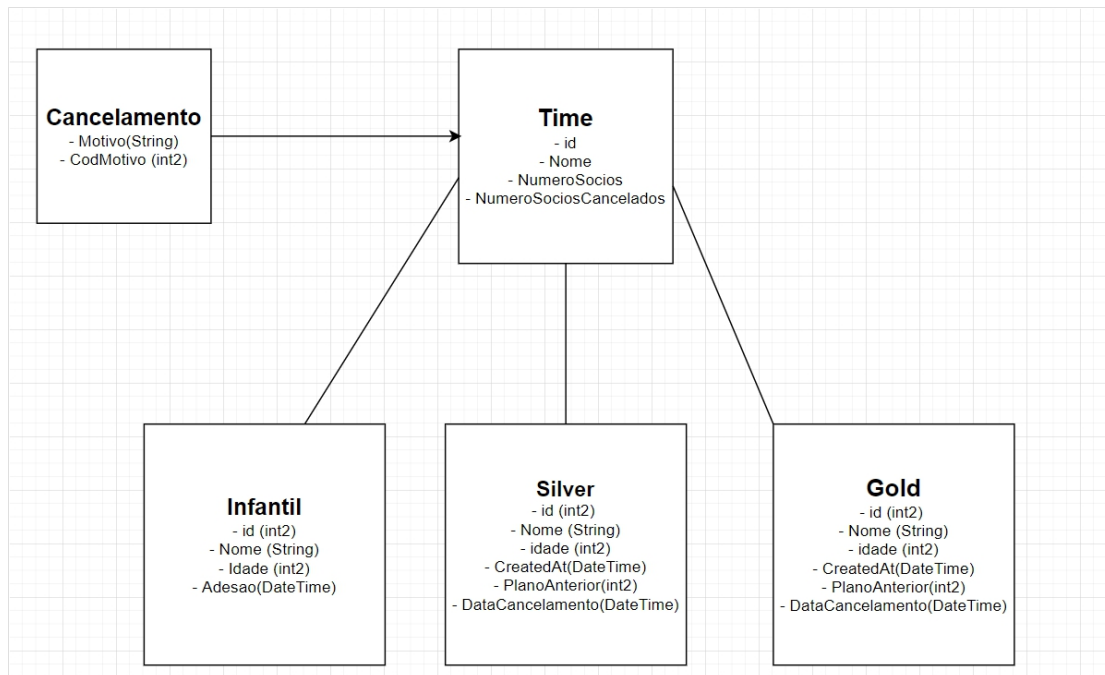 Cancelamento
- Motivo(String)
- CodMotivo (int2)
Time
- id
- Nome
- NumeroSocios
- NumeroSociosCancelados
Infantil
- id (int2)
- Nome (String)
- Idade (int2)
- Adesao(DateTime)
Silver
- id (int2)
- Nome (String)
- idade (int2)
- CreatedAt(DateTime)
- PlanoAnterior(int2)
- DataCancelamento(DateTime)
Gold
- id (int2)
- Nome (String)
- idade (int2)
- CreatedAt(DateTime)
- PlanoAnterior(int2)
- DataCancelamento(DateTime)